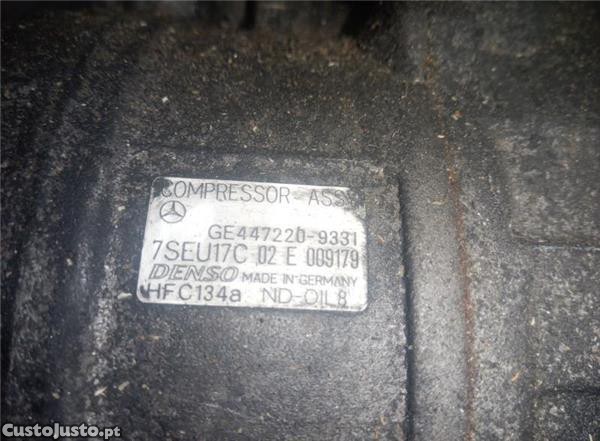 COMPRESSOR ASSY
GE447220-9331
7SEU17C 02 E 009179
DENSO MADE IN GERMANY
HFC134a ND-OIL8
CustoJusto.pt